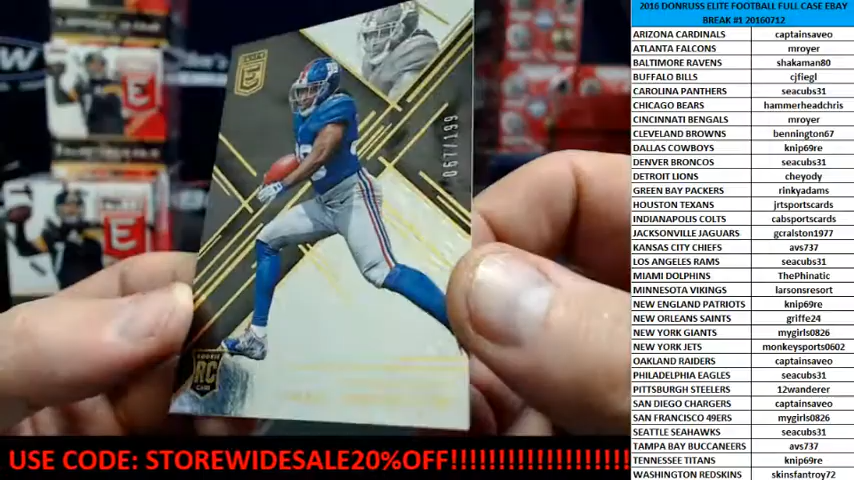 2016 DONRUSS ELITE FOOTBALL FULL CASE EBAY
BREAK #1 20160712
ARIZONA CARDINALS captainsaveo
ATLANTA FALCONS mroyer
BALTIMORE RAVENS shakaman80
BUFFALO BILLS cjfiegl
CAROLINA PANTHERS seacubs31
CHICAGO BEARS hammerheadchris
CINCINNATI BENGALS mroyer
CLEVELAND BROWNS bennington67
DALLAS COWBOYS knip69re
DENVER BRONCOS seacubs31
DETROIT LIONS cheyody
GREEN BAY PACKERS rinkyadams
HOUSTON TEXANS jrtsportscards
INDIANAPOLIS COLTS cabsportscards
JACKSONVILLE JAGUARS gcralston1977
KANSAS CITY CHIEFS avs737
LOS ANGELES RAMS seacubs31
MIAMI DOLPHINS ThePhinatic
MINNESOTA VIKINGS larsonsresort
NEW ENGLAND PATRIOTS knip69re
NEW ORLEANS SAINTS griffe24
NEW YORK GIANTS mygirls0826
NEW YORK JETS monkeysports0602
OAKLAND RAIDERS captainsaveo
PHILADELPHIA EAGLES seacubs31
PITTSBURGH STEELERS 12wanderer
SAN DIEGO CHARGERS captainsaveo
SAN FRANCISCO 49ERS mygirls0826
SEATTLE SEAHAWKS seacubs31
TAMPA BAY BUCCANEERS avs737
TENNESSEE TITANS knip69re
WASHINGTON REDSKINS skinsfantroy72
067/199
ROOKIE
RC
CARD
USE CODE: STOREWIDESALE20%OFF!!!!!!!!!!!!!!!!!!!!